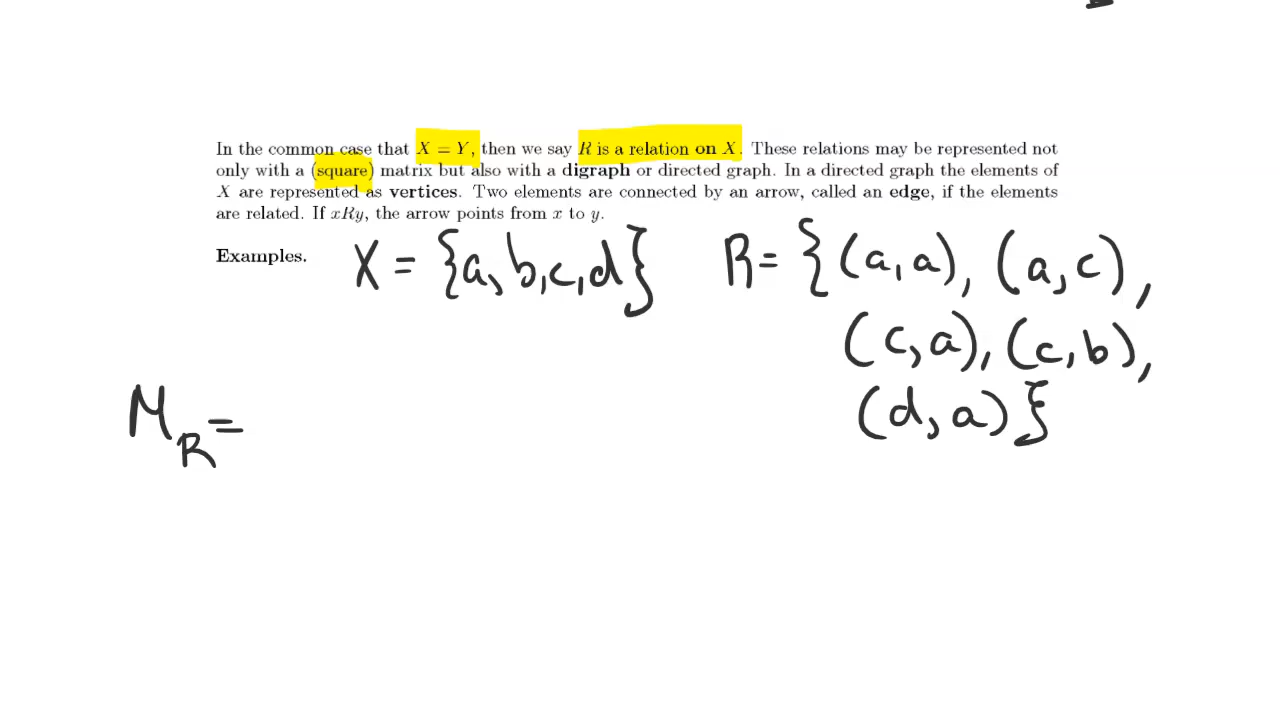 In the common case that X = Y, then we say R is a relation on X. These relations may be represented not
only with a (square) matrix but also with a digraph or directed graph. In a directed graph the elements of
X are represented as vertices. Two elements are connected by an arrow, called an edge, if the elements
are related. If xRy, the arrow points from x to y.
Examples. X = {a, b, c, d} R = {(a, a), (a, c),
(c, a), (c, b),
(d, a)}
M_R =